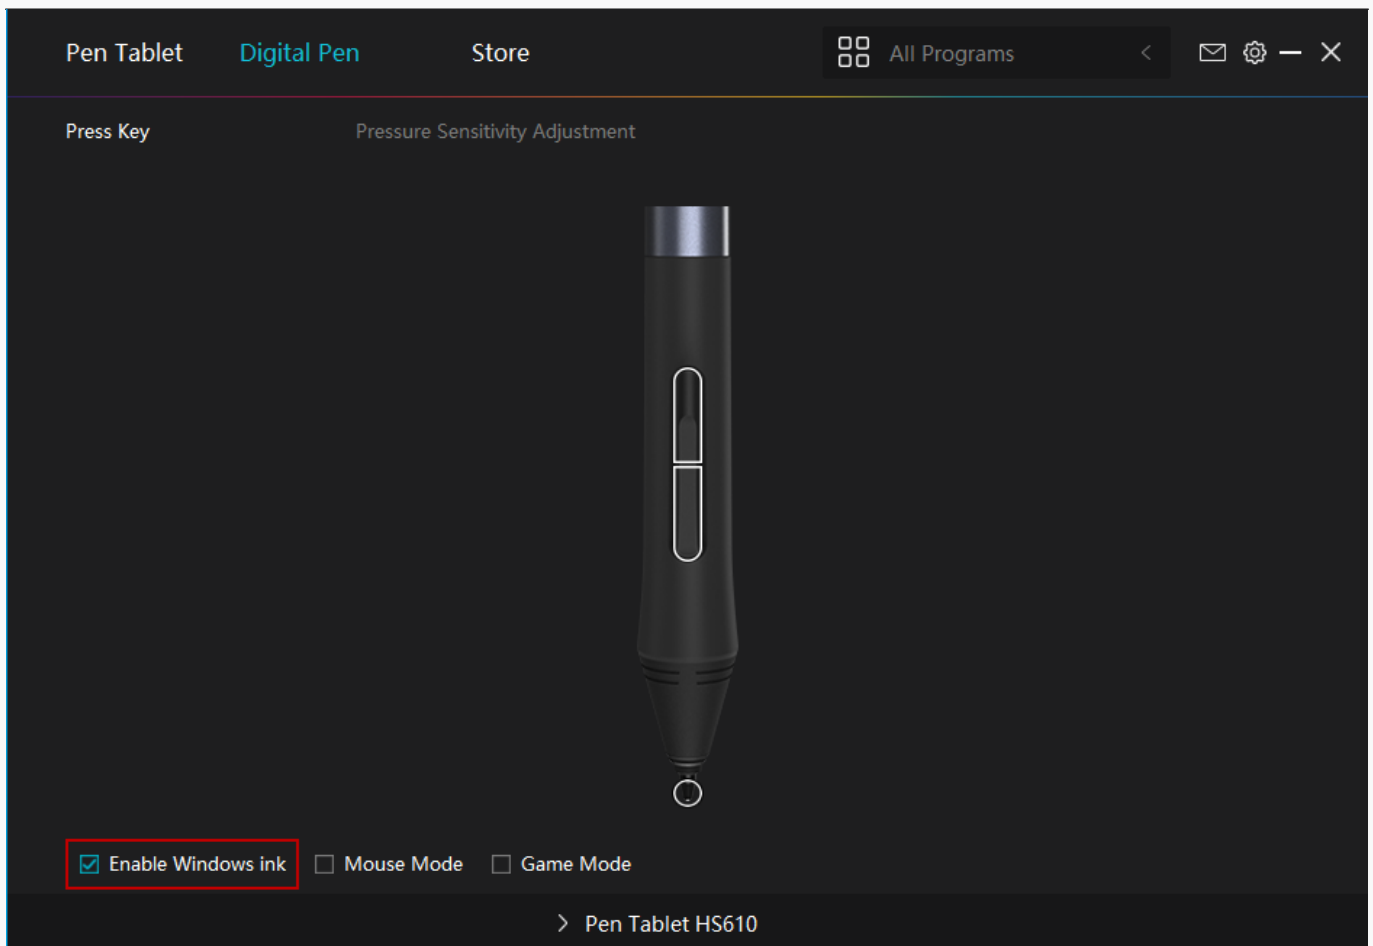 Pen Tablet Digital Pen Store All Programs
Press Key Pressure Sensitivity Adjustment
Enable Windows ink Mouse Mode Game Mode
Pen Tablet HS610